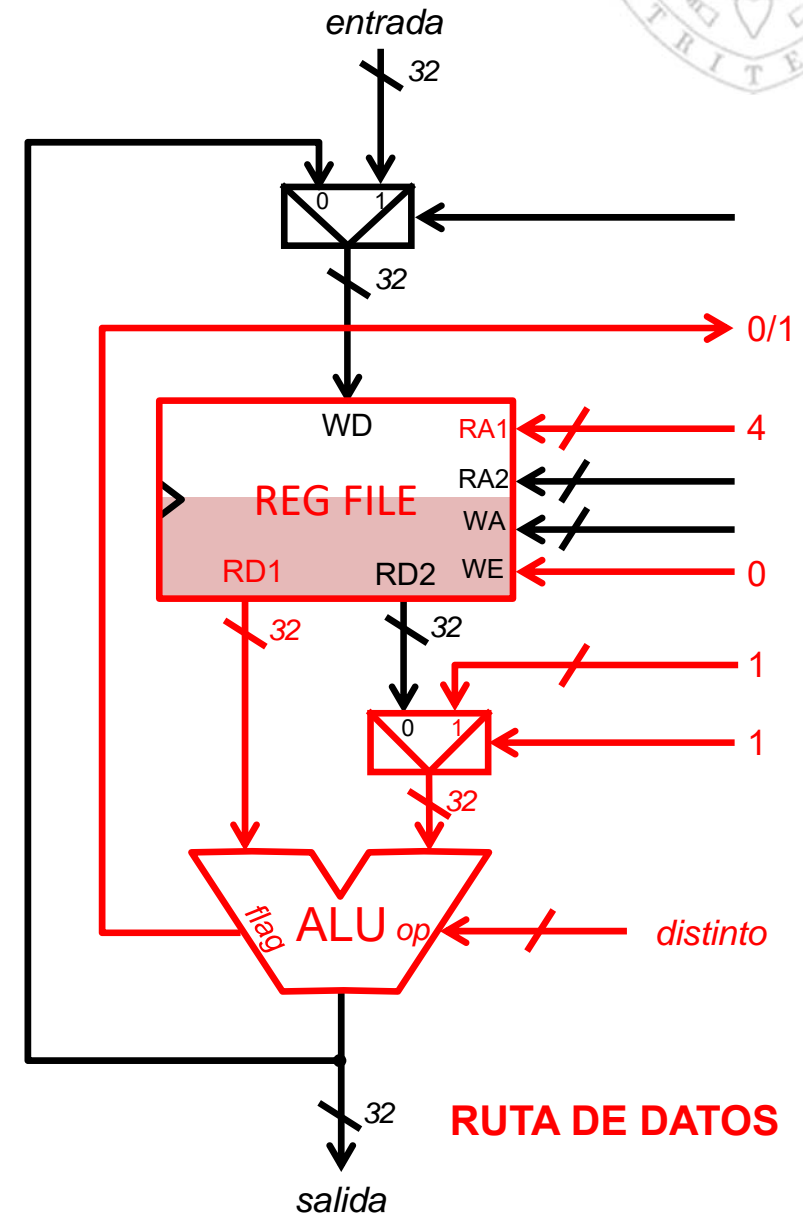 entrada
32
T R I T E
0 1
32
0/1
WD
RA1 4
RA2
REG FILE
WA
RD1 RD2 WE 0
32 32
1
0 1
1
32
flag ALU op distinto
32
RUTA DE DATOS
salida